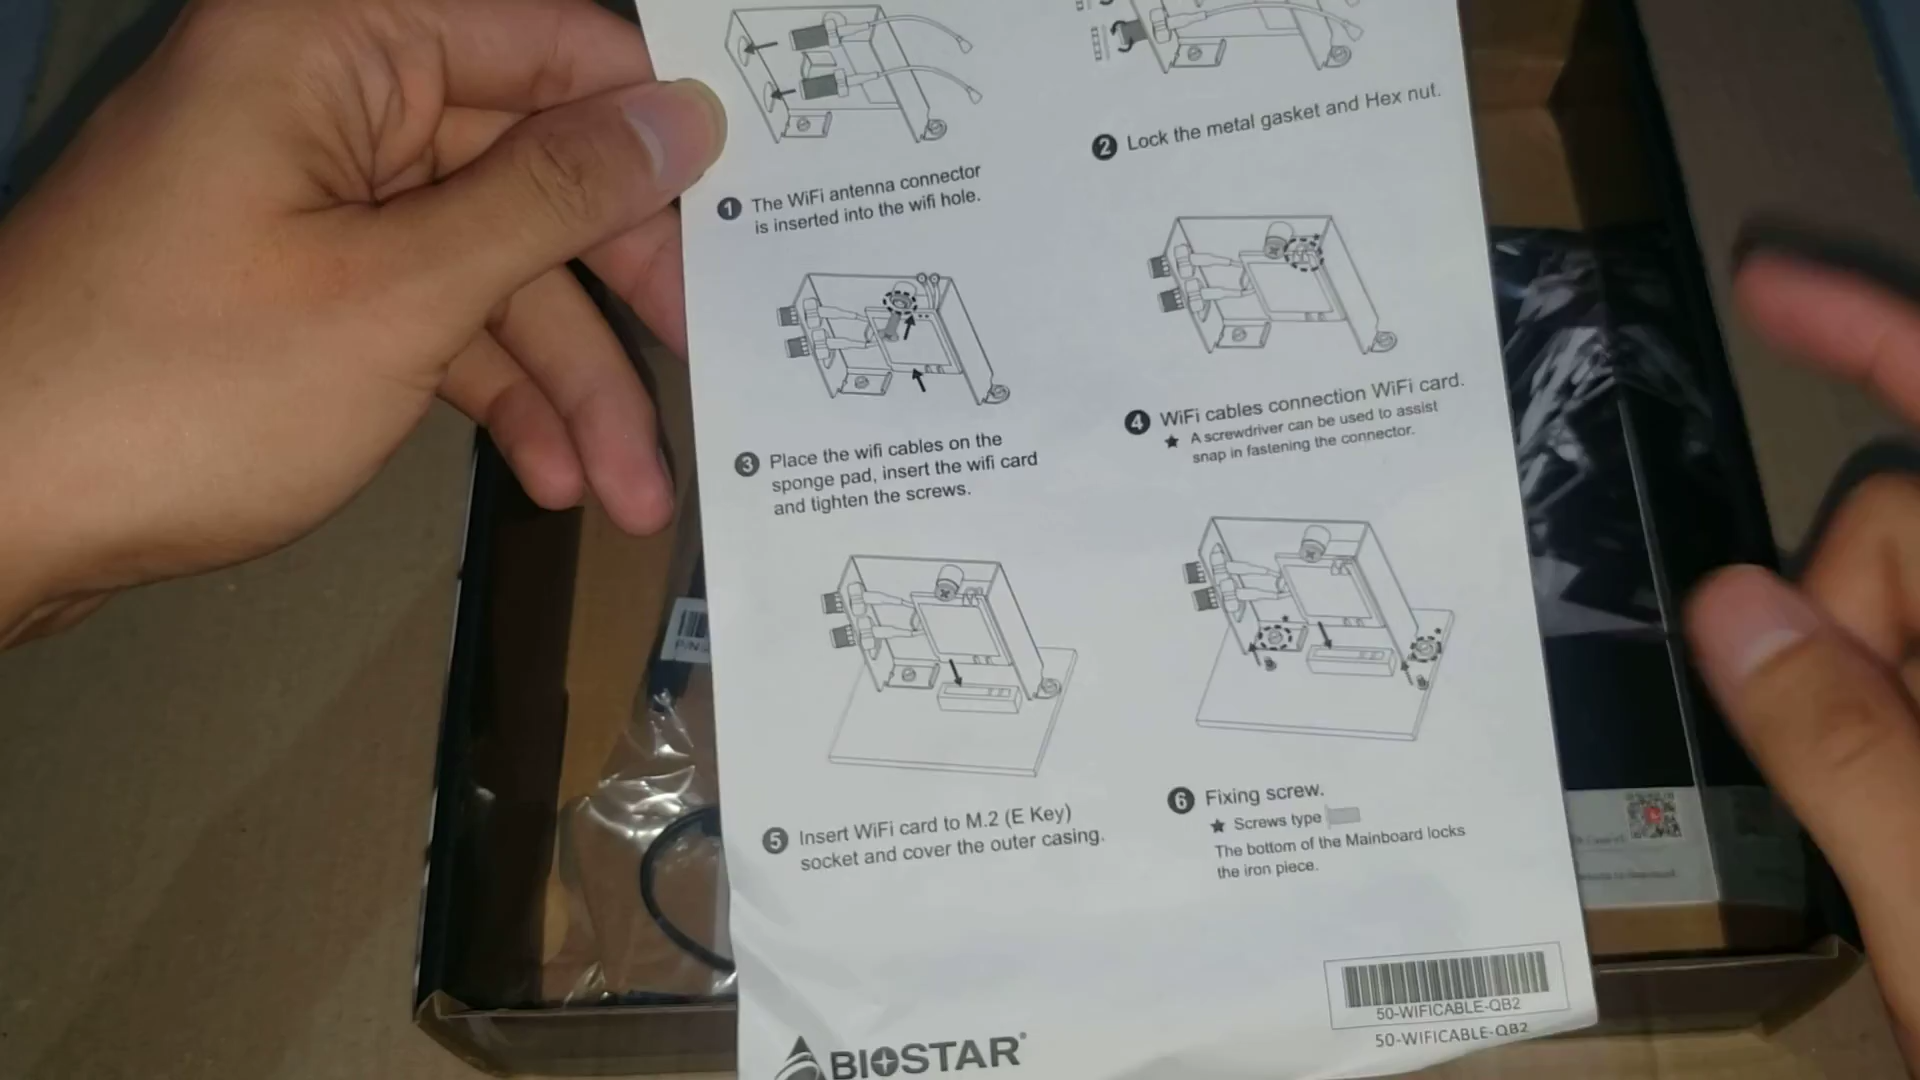 1 The WiFi antenna connector
is inserted into the wifi hole.
2 Lock the metal gasket and Hex nut.
3 Place the wifi cables on the
sponge pad, insert the wifi card
and tighten the screws.
4 WiFi cables connection WiFi card.
★ A screwdriver can be used to assist
snap in fastening the connector.
5 Insert WiFi card to M.2 (E Key)
socket and cover the outer casing.
6 Fixing screw.
★ Screws type
The bottom of the Mainboard locks
the iron piece.
50-WIFICABLE-QB2
50-WIFICABLE-QB2
BIOSTAR®
P/N